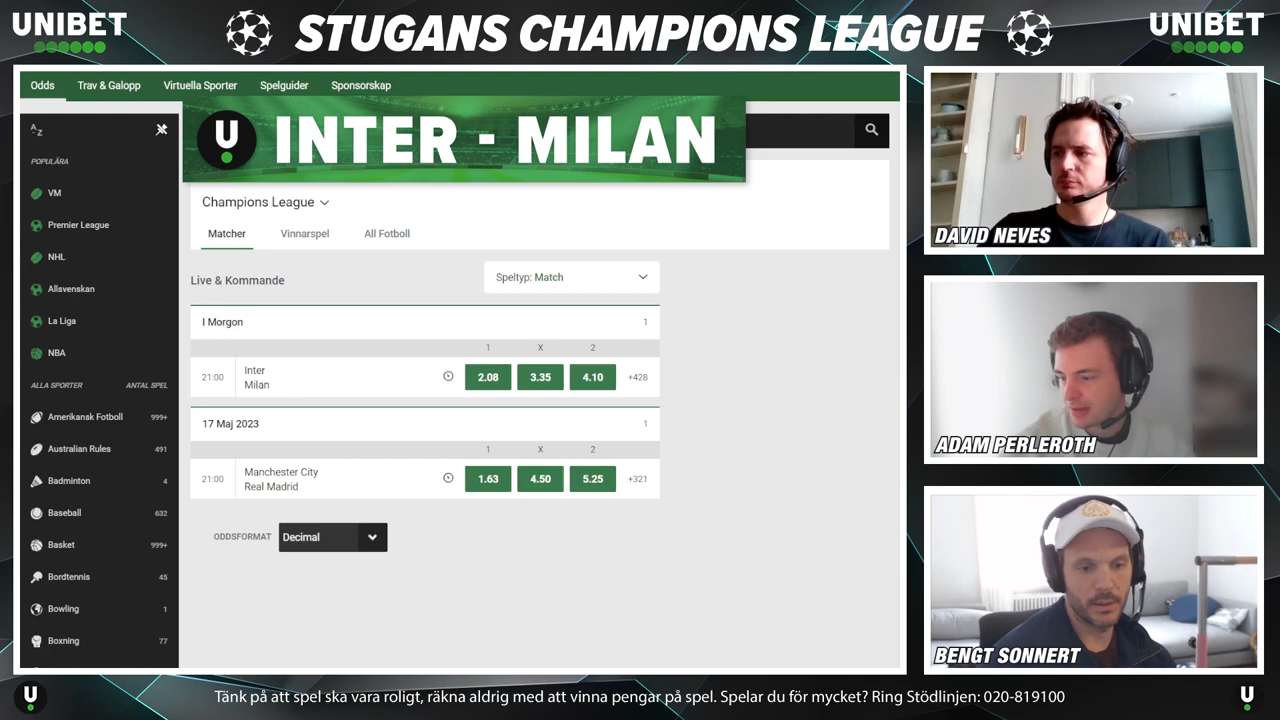 UNIBET
STUGANS CHAMPIONS LEAGUE
UNIBET
Odds
Trav & Galopp
Virtuella Sporter
Spelguider
Sponsorskap
A
Z
U
INTER - MILAN
POPULÄRA
VM
Premier League
NHL
Allsvenskan
La Liga
NBA
ALLA SPORTER ANTAL SPEL
Amerikansk Fotboll 999+
Australian Rules 491
Badminton 4
Baseball 632
Basket 999+
Bordtennis 45
Bowling 1
Boxning 77
Champions League
Matcher Vinnarspel All Fotboll
Live & Kommande
Speltyp: Match
I Morgon 1
1 X 2
21:00
Inter
Milan
2.08 3.35 4.10 +428
17 Maj 2023 1
1 X 2
21:00
Manchester City
Real Madrid
1.63 4.50 5.25 +321
ODDSFORMAT Decimal
DAVID NEVES
ADAM PERLEROTH
BENGT SONNERT
U
Tänk på att spel ska vara roligt, räkna aldrig med att vinna pengar på spel. Spelar du för mycket? Ring Stödlinjen: 020-819100
U